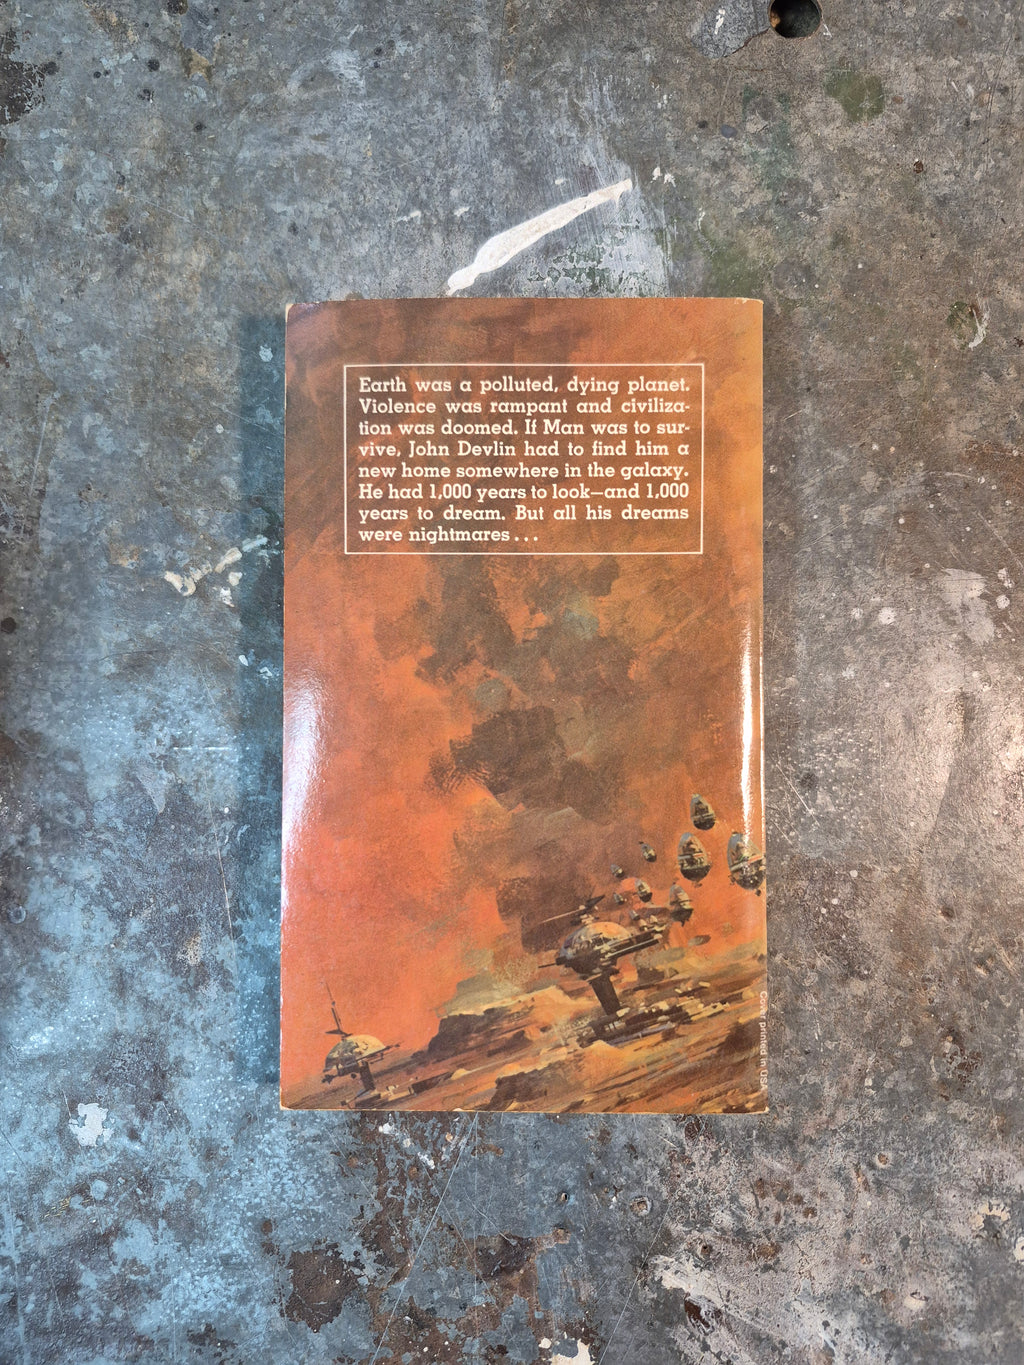 Earth was a polluted, dying planet.
Violence was rampant and civiliza-
tion was doomed. If Man was to sur-
vive, John Devlin had to find him a
new home somewhere in the galaxy.
He had 1,000 years to look—and 1,000
years to dream. But all his dreams
were nightmares . . .
Cover printed in USA